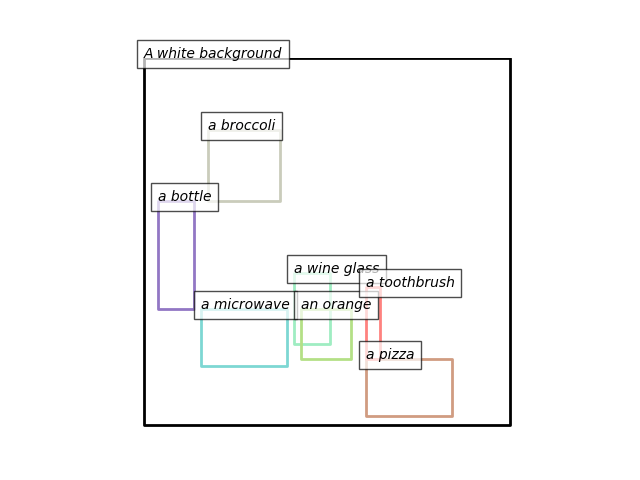 A white background
a broccoli
a bottle
a wine glass
a toothbrush
a microwave
an orange
a pizza